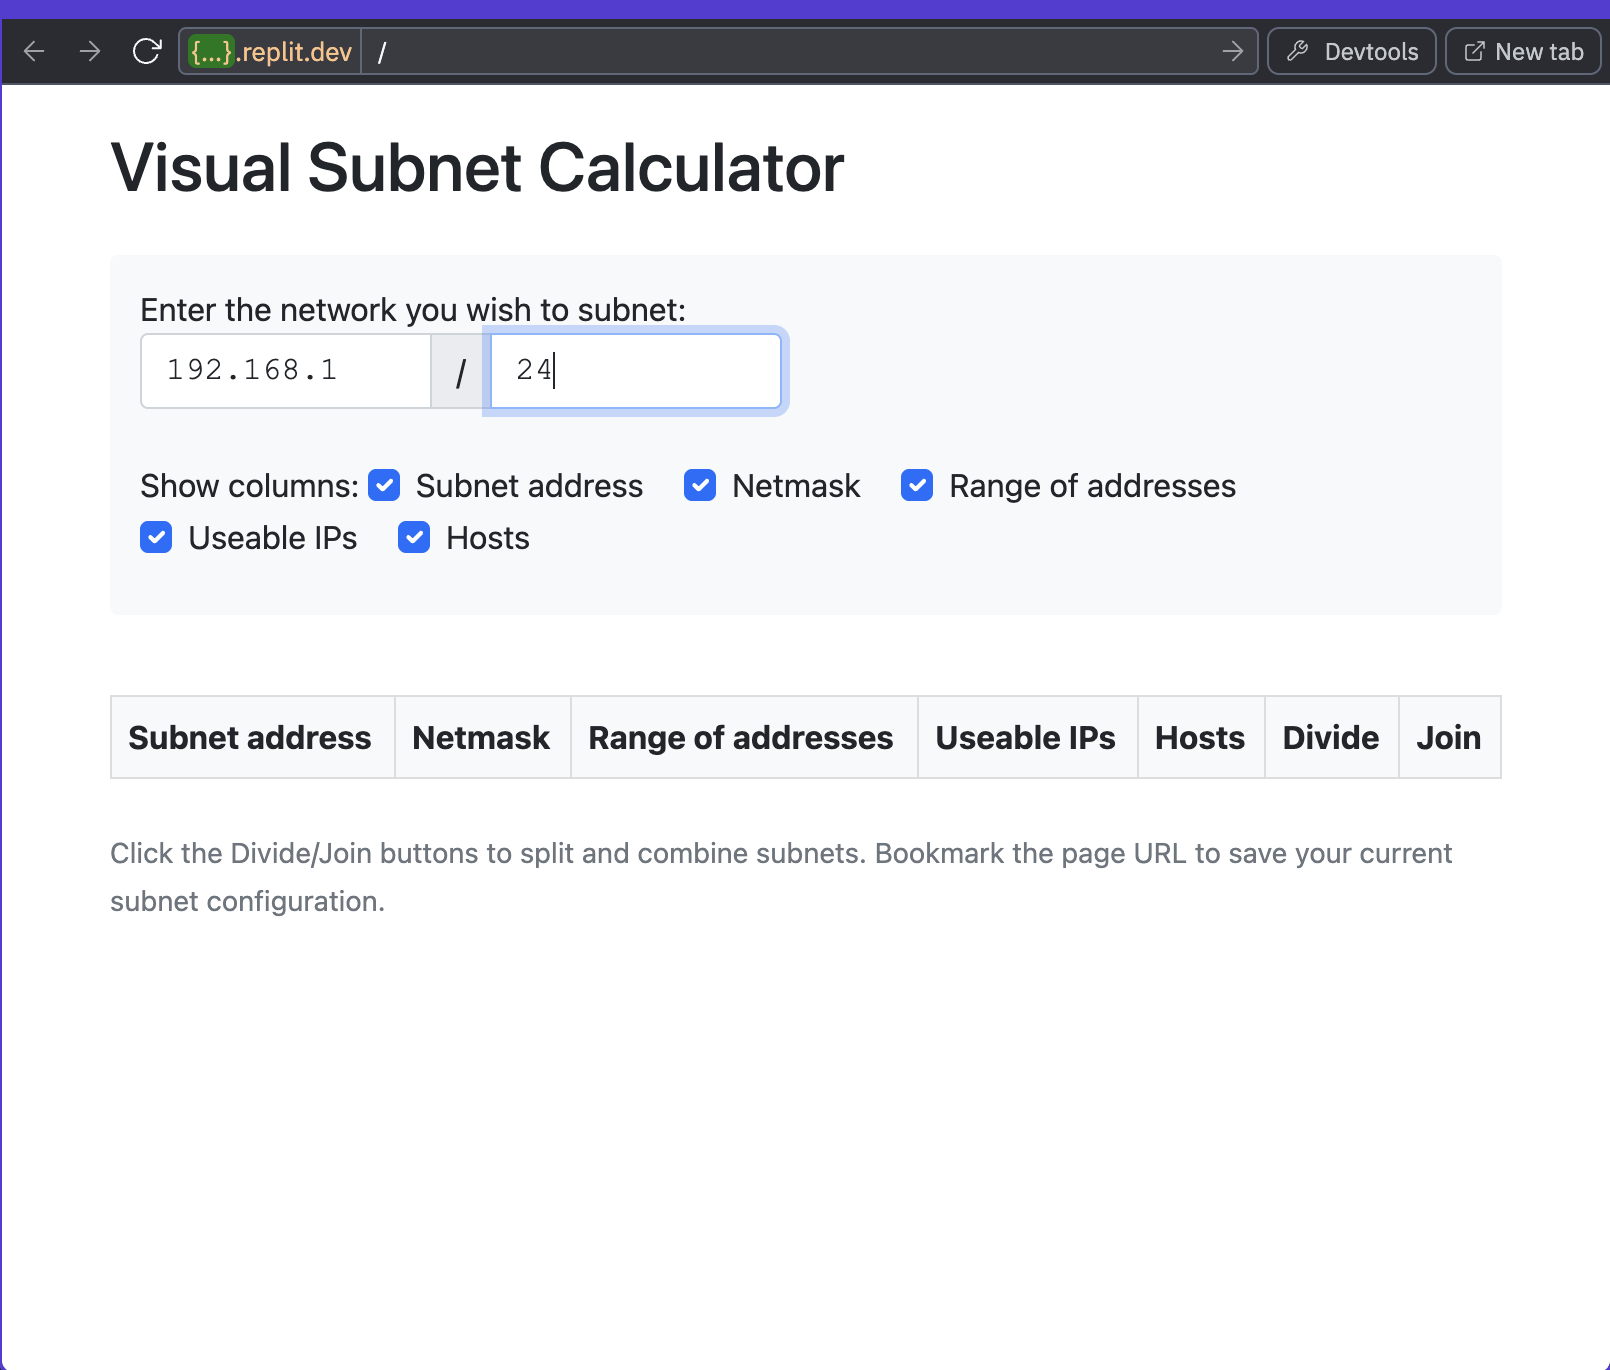 {...}.replit.dev / Devtools New tab
Visual Subnet Calculator
Enter the network you wish to subnet:
192.168.1 / 24
Show columns: Subnet address Netmask Range of addresses
Useable IPs Hosts
Subnet address Netmask Range of addresses Useable IPs Hosts Divide Join
Click the Divide/Join buttons to split and combine subnets. Bookmark the page URL to save your current
subnet configuration.